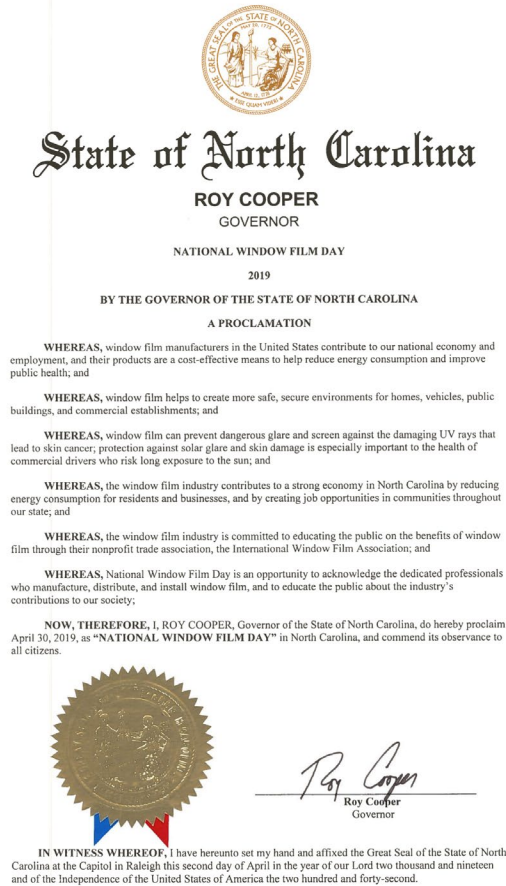 THE GREAT SEAL OF THE STATE OF NORTH CAROLINA
MAY 20, 1775
APRIL 12, 1776
ESSE QUAM VIDERI
State of North Carolina
ROY COOPER
GOVERNOR
NATIONAL WINDOW FILM DAY
2019
BY THE GOVERNOR OF THE STATE OF NORTH CAROLINA
A PROCLAMATION
WHEREAS, window film manufacturers in the United States contribute to our national economy and
employment, and their products are a cost-effective means to help reduce energy consumption and improve
public health; and
WHEREAS, window film helps to create more safe, secure environments for homes, vehicles, public
buildings, and commercial establishments; and
WHEREAS, window film can prevent dangerous glare and screen against the damaging UV rays that
lead to skin cancer; protection against solar glare and skin damage is especially important to the health of
commercial drivers who risk long exposure to the sun; and
WHEREAS, the window film industry contributes to a strong economy in North Carolina by reducing
energy consumption for residents and businesses, and by creating job opportunities in communities throughout
our state; and
WHEREAS, the window film industry is committed to educating the public on the benefits of window
film through their nonprofit trade association, the International Window Film Association; and
WHEREAS, National Window Film Day is an opportunity to acknowledge the dedicated professionals
who manufacture, distribute, and install window film, and to educate the public about the industry's
contributions to our society;
NOW, THEREFORE, I, ROY COOPER, Governor of the State of North Carolina, do hereby proclaim
April 30, 2019, as "NATIONAL WINDOW FILM DAY" in North Carolina, and commend its observance to
all citizens.
Roy Cooper
Roy Cooper
Governor
IN WITNESS WHEREOF, I have hereunto set my hand and affixed the Great Seal of the State of North
Carolina at the Capitol in Raleigh this second day of April in the year of our Lord two thousand and nineteen
and of the Independence of the United States of America the two hundred and forty-second.